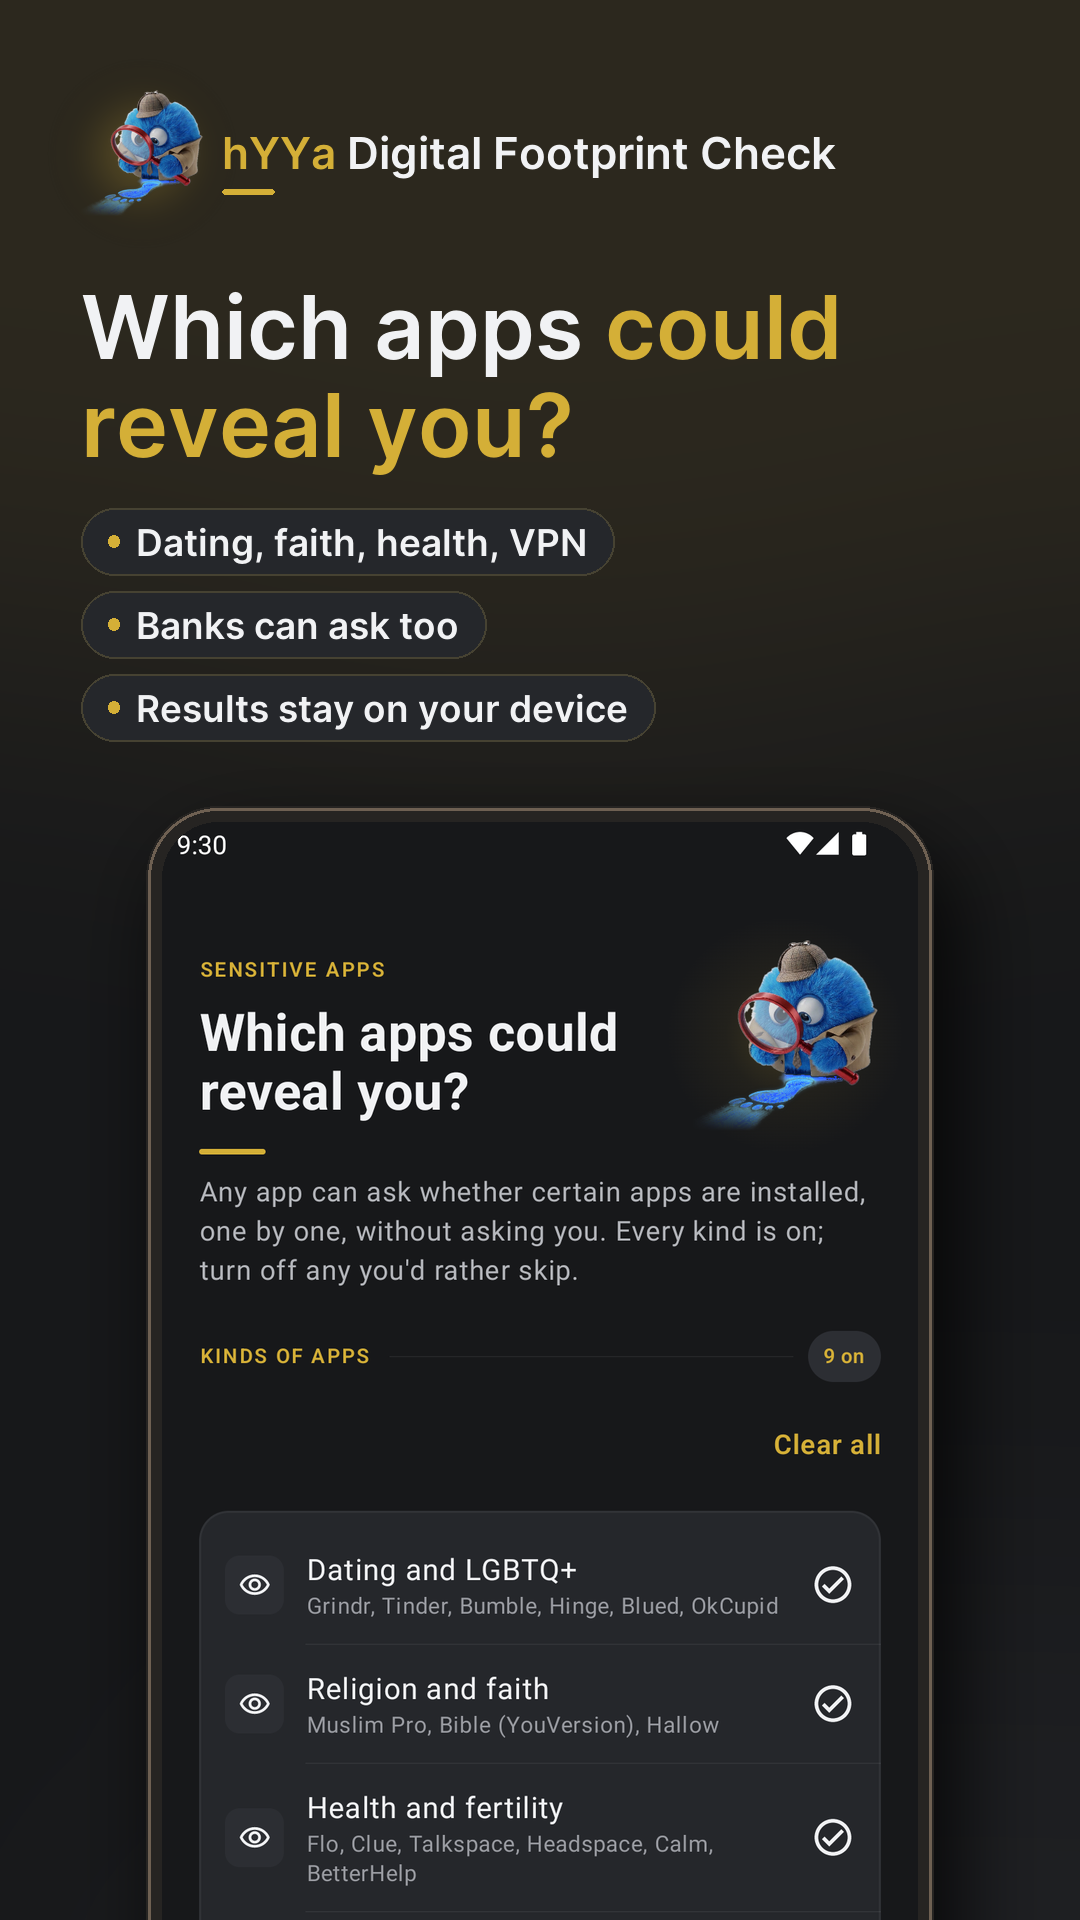 hYYa Digital Footprint Check
Which apps could
reveal you?
Dating, faith, health, VPN
Banks can ask too
Results stay on your device
9:30
SENSITIVE APPS
Which apps could
reveal you?
Any app can ask whether certain apps are installed,
one by one, without asking you. Every kind is on;
turn off any you'd rather skip.
KINDS OF APPS
9 on
Clear all
Dating and LGBTQ+
Grindr, Tinder, Bumble, Hinge, Blued, OkCupid
Religion and faith
Muslim Pro, Bible (YouVersion), Hallow
Health and fertility
Flo, Clue, Talkspace, Headspace, Calm,
BetterHelp